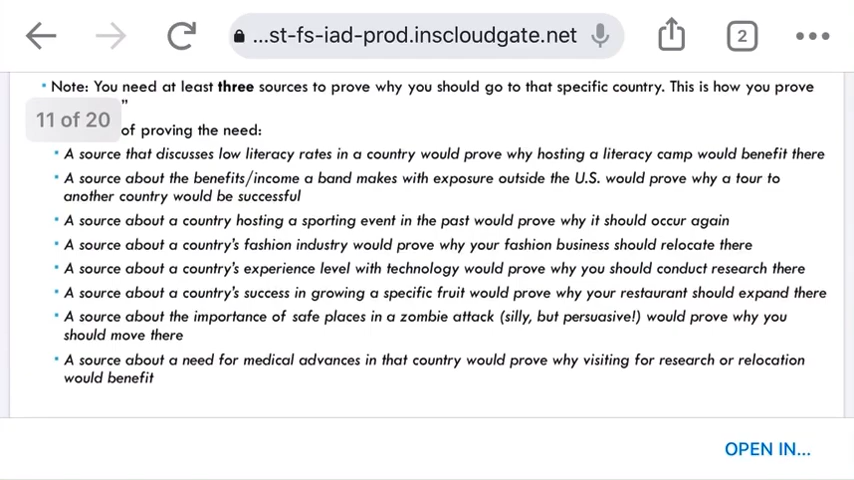 ...st-fs-iad-prod.inscloudgate.net
2
• Note: You need at least three sources to prove why you should go to that specific country. This is how you prove
”
11 of 20
of proving the need:
• A source that discusses low literacy rates in a country would prove why hosting a literacy camp would benefit there
• A source about the benefits/income a band makes with exposure outside the U.S. would prove why a tour to
another country would be successful
• A source about a country's hosting a sporting event in the past would prove why it should occur again
• A source about a country's fashion industry would prove why your fashion business should relocate there
• A source about a country's experience level with technology would prove why you should conduct research there
• A source about a country's success in growing a specific fruit would prove why your restaurant should expand there
• A source about the importance of safe places in a zombie attack (silly, but persuasive!) would prove why you
should move there
• A source about a need for medical advances in that country would prove why visiting for research or relocation
would benefit
OPEN IN...